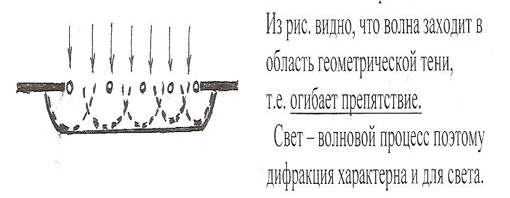 Из рис. видно, что волна заходит в
область геометрической тени,
т.е. огибает препятствие.
Свет – волновой процесс поэтому
дифракция характерна и для света.